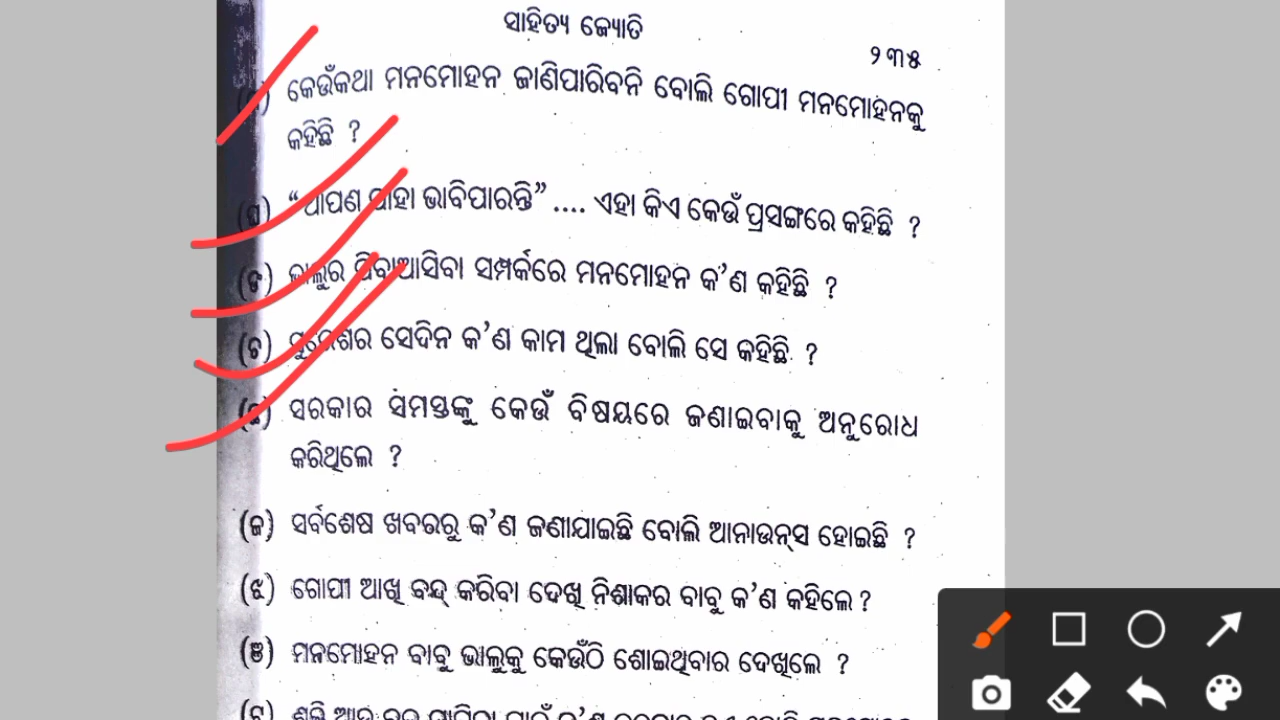 ସାହିତ୍ୟ ଜ୍ୟୋତି
୨୩୫
କେଉଁକଥା ମନମୋହନ ଜାଣିପାରିବନି ବୋଲି ଗୋପୀ ମନମୋହନକୁ
କହିଛି ?
(ଘ) “ଆପଣ ଯାହା ଭାବିପାରନ୍ତି” .... ଏହା କିଏ କେଉଁ ପ୍ରସଙ୍ଗରେ କହିଛି ?
(ଙ) ଭାଲୁର ଯିବାଆସିବା ସମ୍ପର୍କରେ ମନମୋହନ କ’ଣ କହିଛି ?
(ଚ) ସେଦିନ କ’ଣ କାମ ଥିଲା ବୋଲି ସେ କହିଛି ?
(ଛ) ସରକାର ସମସ୍ତଙ୍କୁ କେଉଁ ବିଷୟରେ ଜଣାଇବାକୁ ଅନୁରୋଧ
କରିଥିଲେ ?
(ଜ) ସର୍ବଶେଷ ଖବରରୁ କ’ଣ ଜଣାଯାଇଛି ବୋଲି ଆନାଉନ୍‌ସ ହୋଇଛି ?
(ଝ) ଗୋପୀ ଆଖି ବନ୍ଦ୍ କରିବା ଦେଖି ନିଶାକର ବାବୁ କ’ଣ କହିଲେ ?
(ଞ) ମନମୋହନ ବାବୁ ଭାଲୁକୁ କେଉଁଠି ଶୋଇଥିବାର ଦେଖିଲେ ?